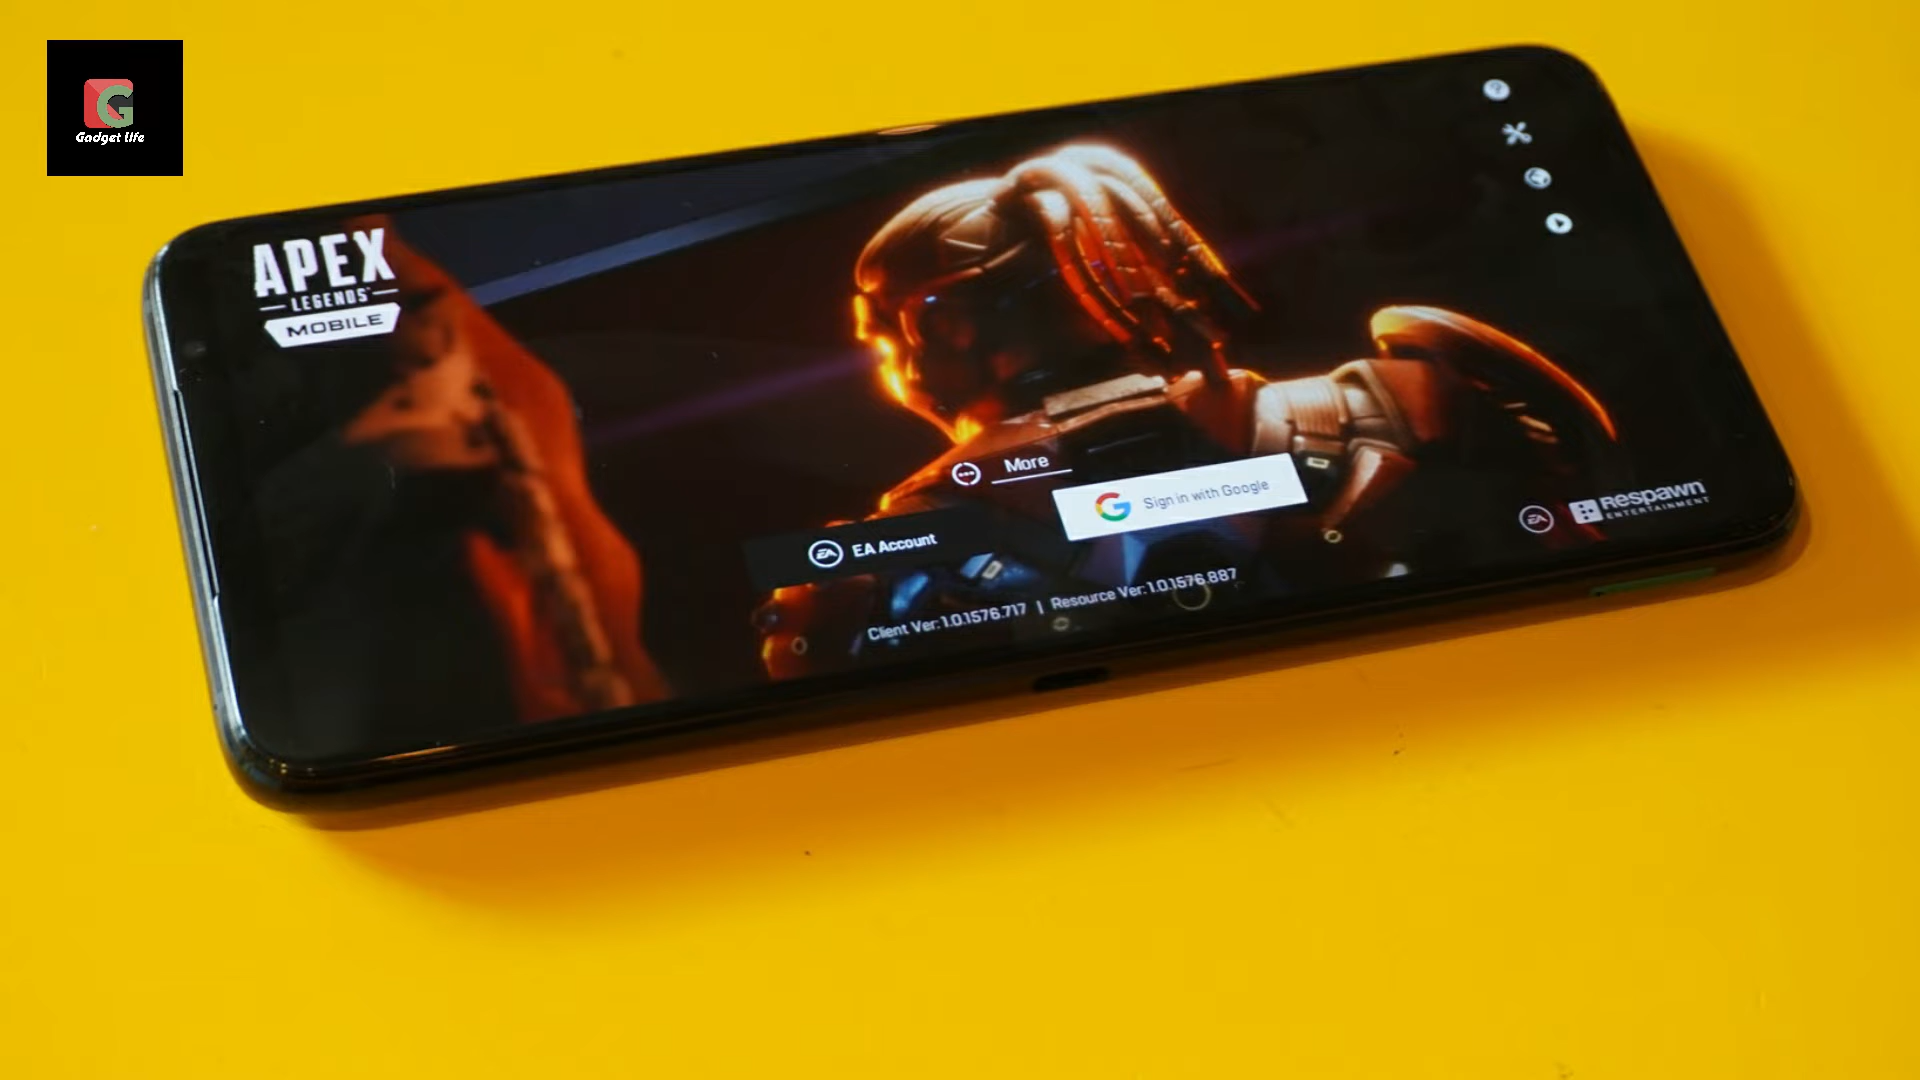 G
Gadget life
APEX
LEGENDS
MOBILE
More
Sign in with Google
EA Account
Client Ver:1.0.1576.717 | Resource Ver:1.0.1576.887
EA
Respawn
ENTERTAINMENT